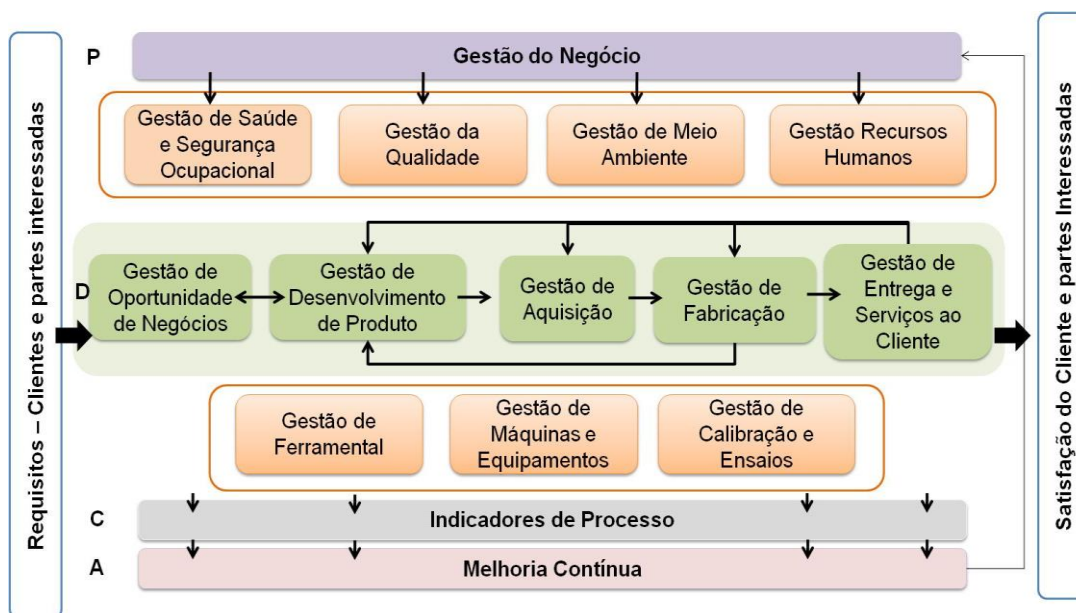 Requisitos – Clientes e partes interessadas
P
Gestão do Negócio
Gestão de Saúde
e Segurança
Ocupacional
Gestão da
Qualidade
Gestão de Meio
Ambiente
Gestão Recursos
Humanos
D
Gestão de
Oportunidade
de Negócios
Gestão de
Desenvolvimento
de Produto
Gestão de
Aquisição
Gestão de
Fabricação
Gestão de
Entrega e
Serviços ao
Cliente
Gestão de
Ferramental
Gestão de
Máquinas e
Equipamentos
Gestão de
Calibração e
Ensaios
C
Indicadores de Processo
A
Melhoria Contínua
Satisfação do Cliente e partes Interessadas